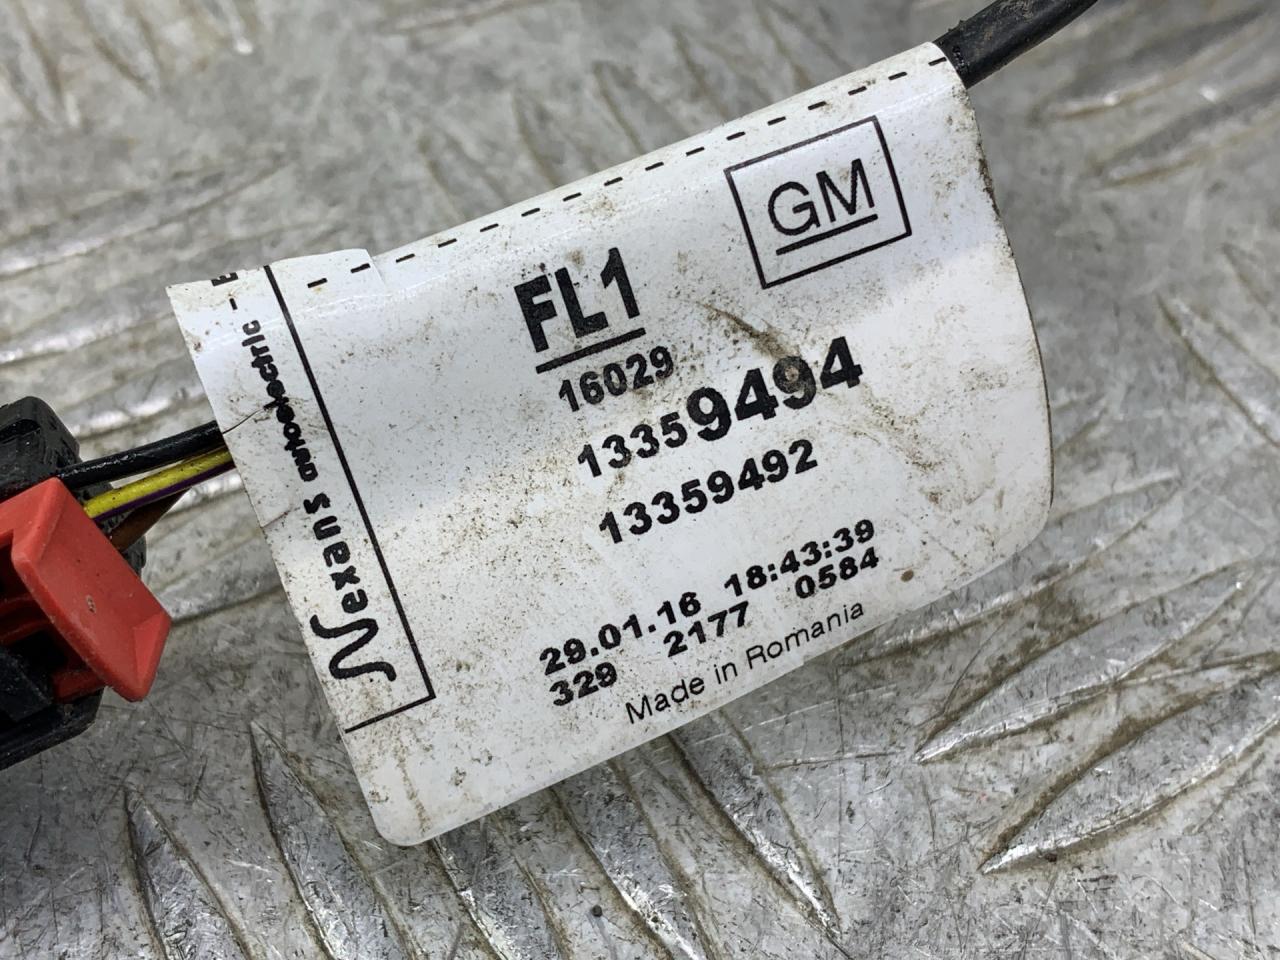 GM
FL1
16029
13359494
13359492
29.01.16 18:43:39
329 2177 0584
Made in Romania
Nexans autoelectric -